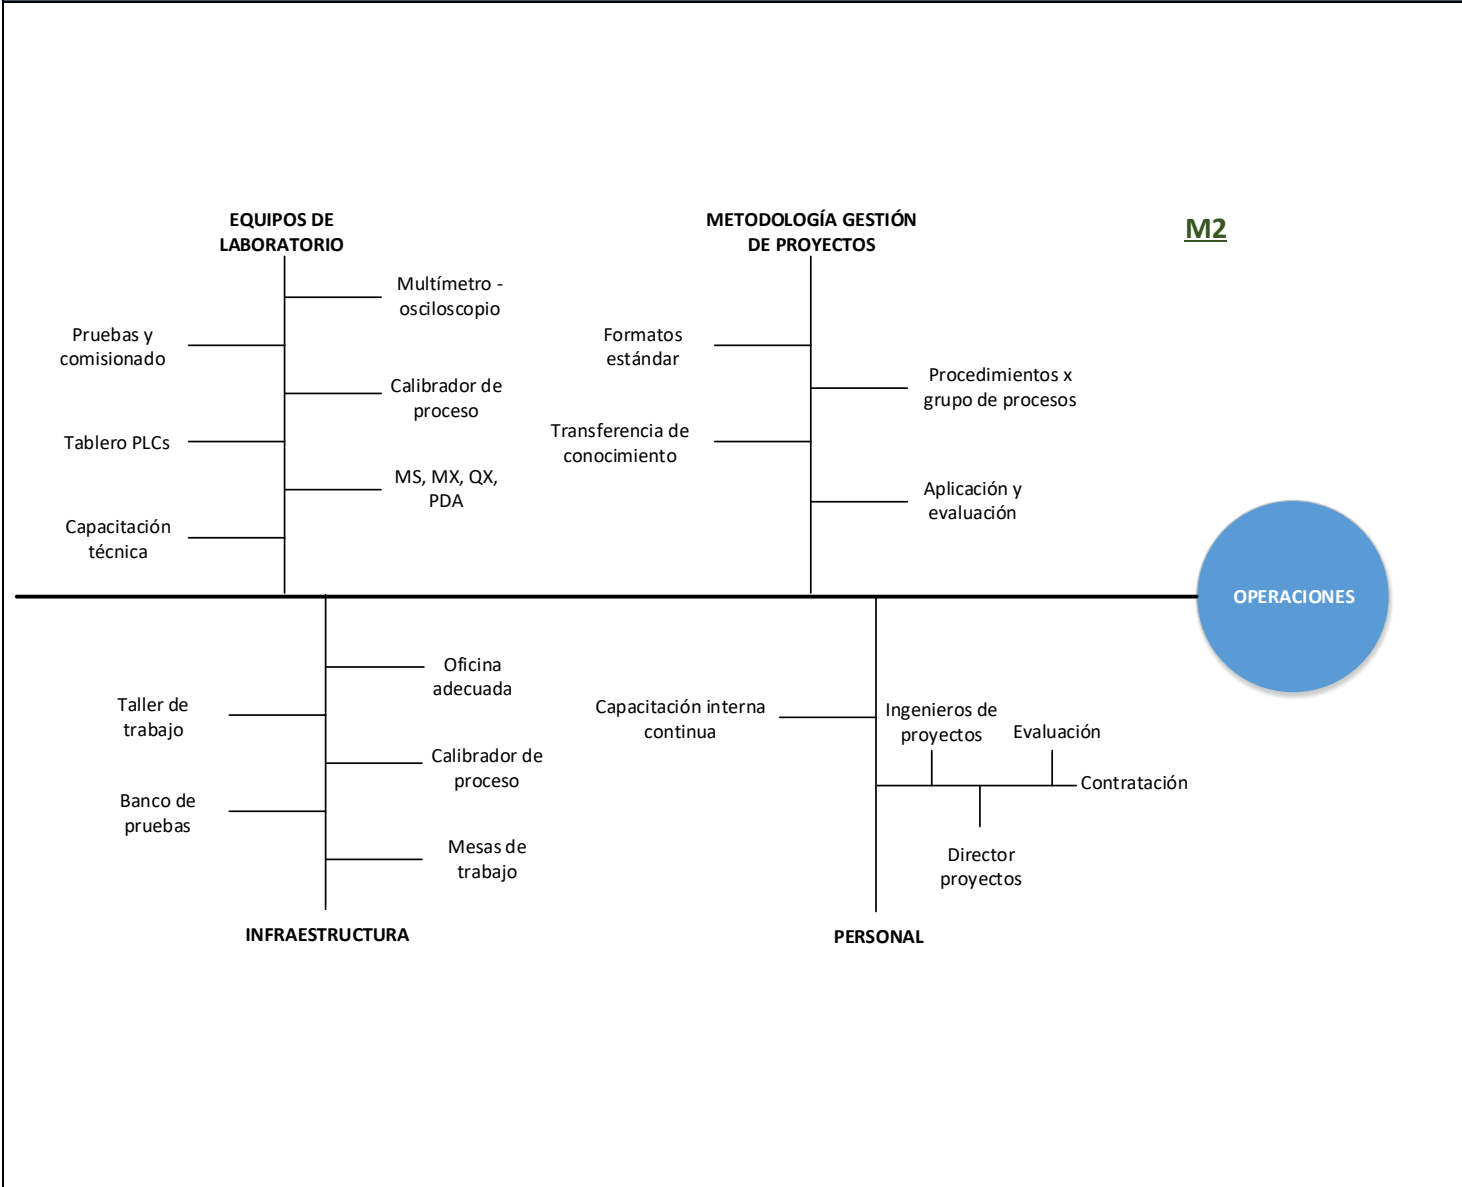 EQUIPOS DE
LABORATORIO
METODOLOGÍA GESTIÓN
DE PROYECTOS
M2
Multímetro -
osciloscopio
Pruebas y
comisionado
Calibrador de
proceso
Tablero PLCs
MS, MX, QX,
PDA
Capacitación
técnica
Formatos
estándar
Procedimientos x
grupo de procesos
Transferencia de
conocimiento
Aplicación y
evaluación
OPERACIONES
Oficina
adecuada
Taller de
trabajo
Calibrador de
proceso
Banco de
pruebas
Mesas de
trabajo
INFRAESTRUCTURA
Capacitación interna
continua
Ingenieros de
proyectos
Evaluación
Contratación
Director
proyectos
PERSONAL